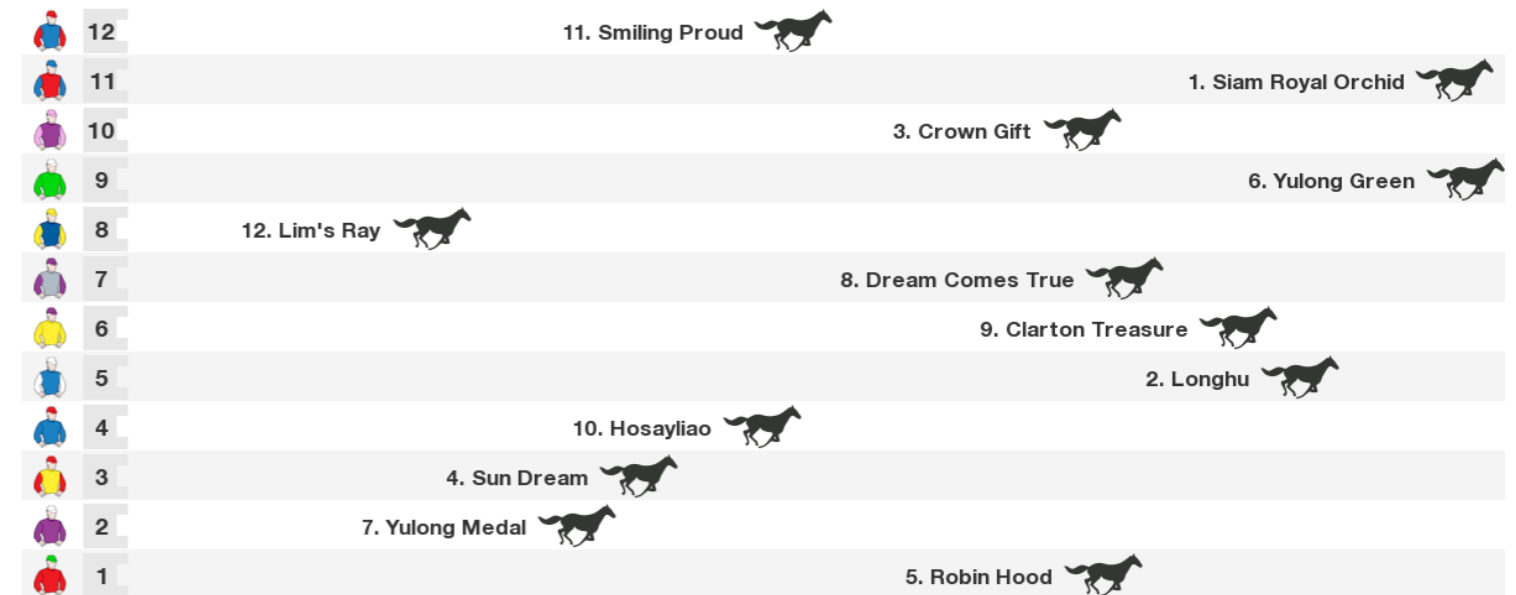 12 11. Smiling Proud
11 1. Siam Royal Orchid
10 3. Crown Gift
9 6. Yulong Green
8 12. Lim's Ray
7 8. Dream Comes True
6 9. Clarton Treasure
5 2. Longhu
4 10. Hosayliao
3 4. Sun Dream
2 7. Yulong Medal
1 5. Robin Hood